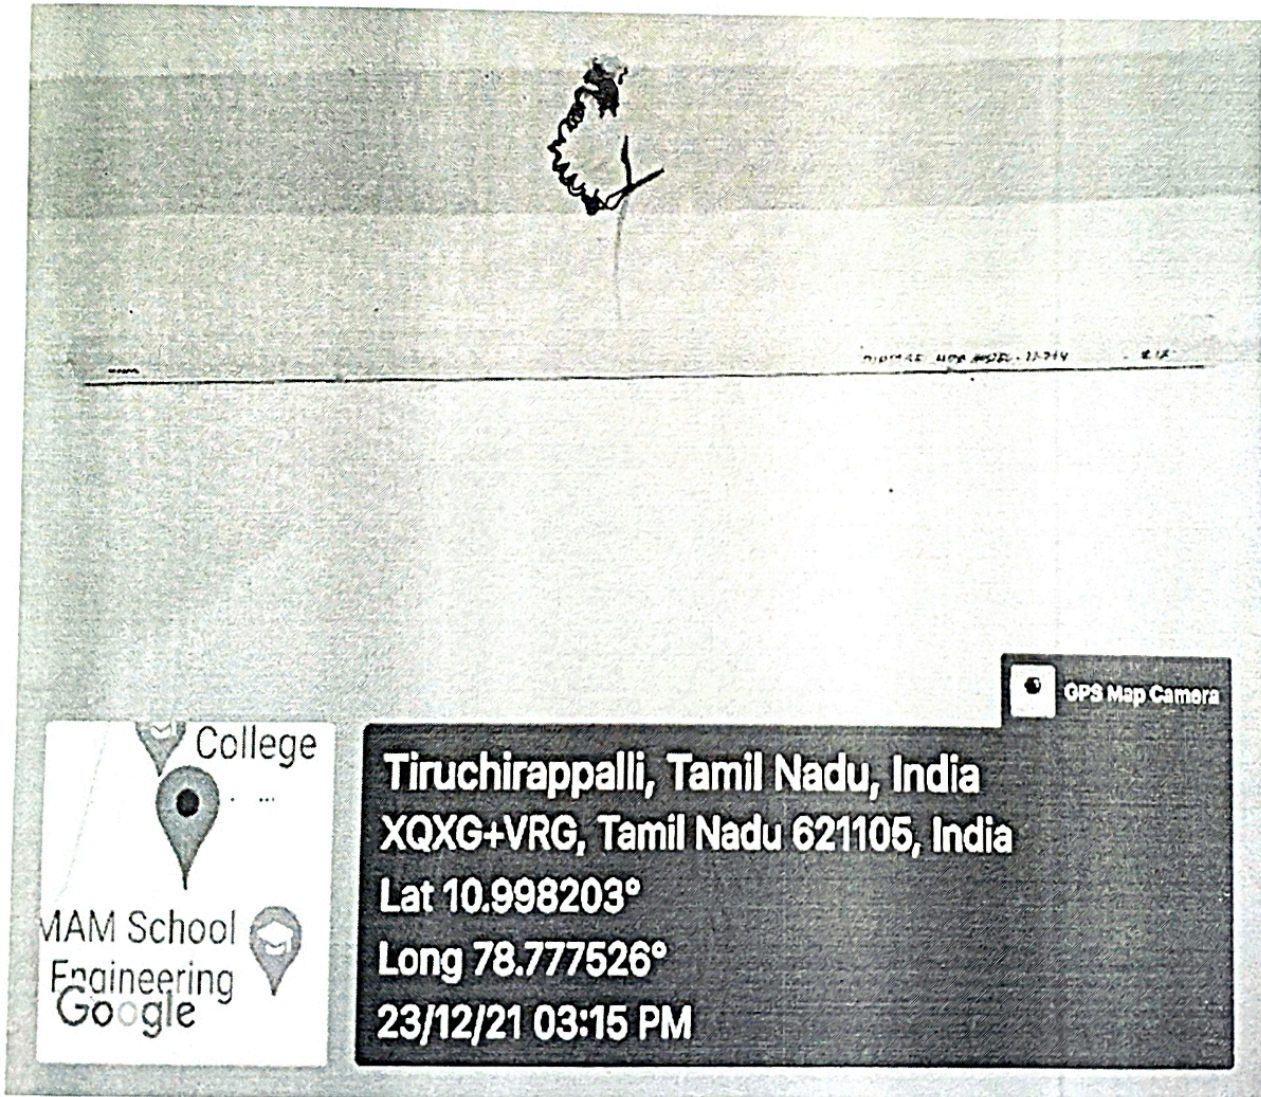 GPS Map Camera
College
MAM School
Engineering
Google
Tiruchirappalli, Tamil Nadu, India
XQXG+VRG, Tamil Nadu 621105, India
Lat 10.998203°
Long 78.777526°
23/12/21 03:15 PM